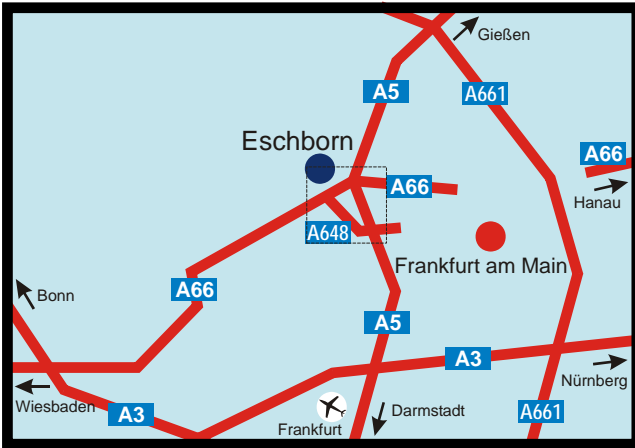 Gießen
A5
A661
Eschborn
A66
A66
Hanau
A648
Frankfurt am Main
A66
Bonn
A5
A3
Nürnberg
Wiesbaden
A3
Darmstadt
A661
Frankfurt